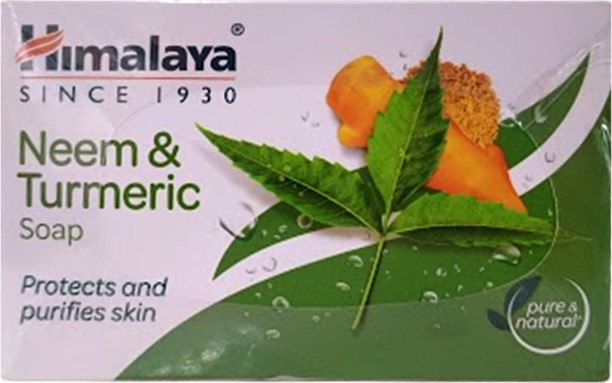 Himalaya®
SINCE 1930
Neem &
Turmeric
Soap
Protects and
purifies skin
pure &
natural*